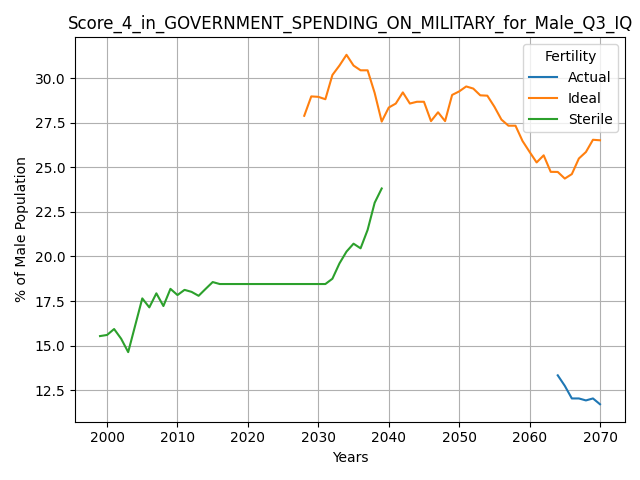 Score_4_in_GOVERNMENT_SPENDING_ON_MILITARY_for_Male_Q3_IQ
Fertility
Actual
Ideal
Sterile
% of Male Population
30.0
27.5
25.0
22.5
20.0
17.5
15.0
12.5
2000 2010 2020 2030 2040 2050 2060 2070
Years